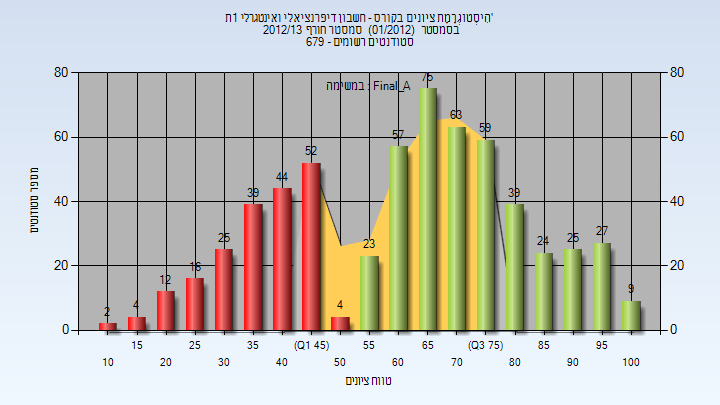 היסטוגרמת ציונים בקורס - חשבון דיפרנציאלי ואינטגרלי 1ת'
בסמסטר (01/2012) סמסטר חורף 2012/13
סטודנטים רשומים - 679
במשימה : Final_A
80 80
60 60
40 40
20 20
0 0
מספר סטודנטים
2 4 12 16 25 39 44 52 4 23 57 75 63 59 39 24 25 27 9
15 25 35 (Q1 45) 55 65 (Q3 75) 85 95
10 20 30 40 50 60 70 80 90 100
טווח ציונים